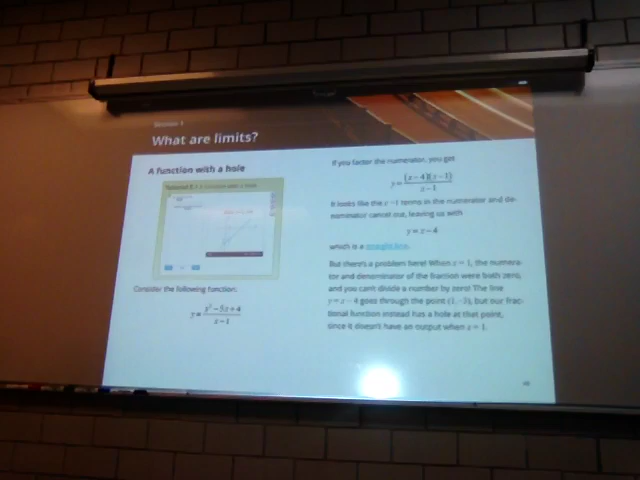 Section 1
What are limits?
A function with a hole
Consider the following function:
y = x² − 5x + 4 / x − 1
If you factor the numerator, you get
y = (x − 4)(x − 1) / x − 1
It looks like the x − 1 terms in the numerator and de-
nominator cancel out, leaving us with
y = x − 4
which is a straight line.
But there's a problem here! When x = 1, the numera-
tor and denominator of the fraction were both zero,
and you can't divide a number by zero! The line
y = x − 4 goes through the point (1, −3), but our frac-
tional function instead has a hole at that point,
since it doesn't have an output when x = 1.